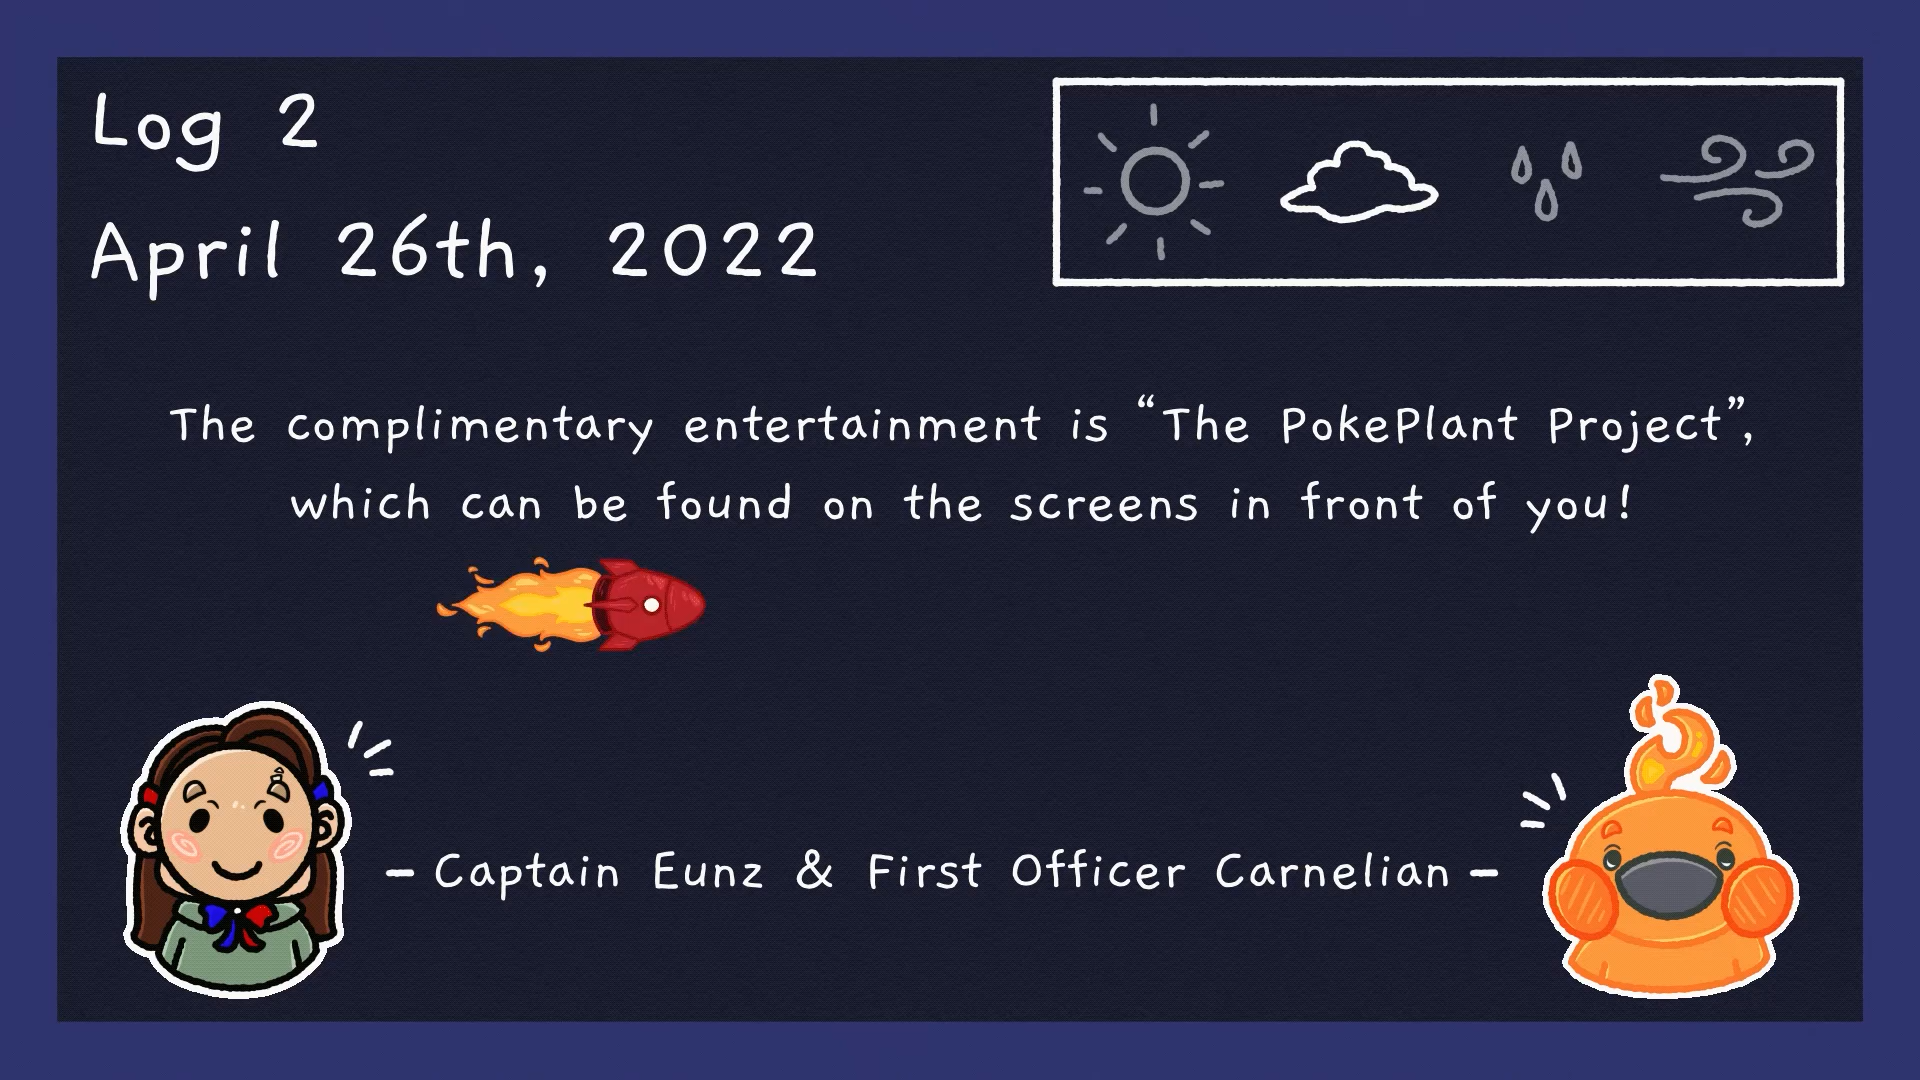 Log 2
April 26th, 2022
The complimentary entertainment is “The PokePlant Project”,
which can be found on the screens in front of you!
- Captain Eunz & First Officer Carnelian -